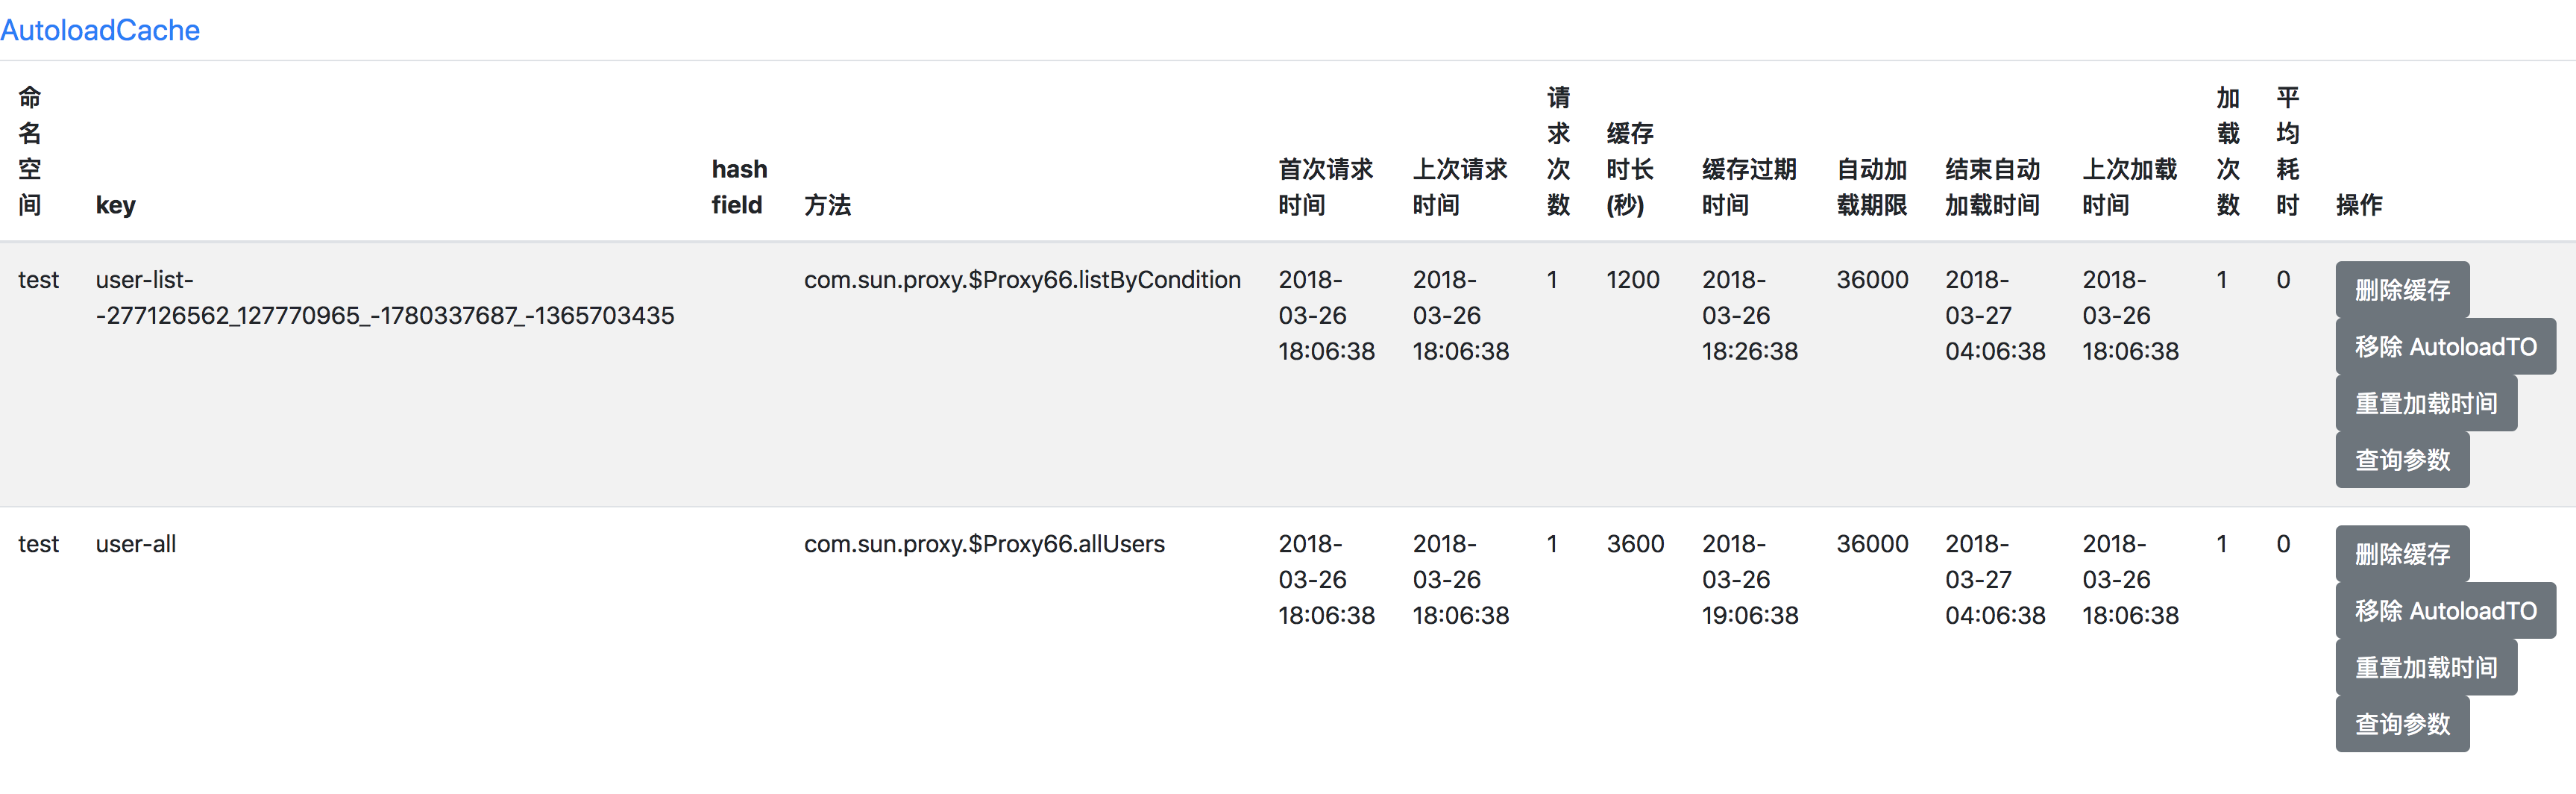 AutoloadCache
命名空间
key
hash field
方法
首次请求时间
上次请求时间
请求次数
缓存时长(秒)
缓存过期时间
自动加载期限
结束自动加载时间
上次加载时间
加载次数
平均耗时
操作
test
user-list-
-277126562_127770965_-1780337687_-1365703435
com.sun.proxy.$Proxy66.listByCondition
2018-03-26 18:06:38
2018-03-26 18:06:38
1
1200
2018-03-26 18:26:38
36000
2018-03-27 04:06:38
2018-03-26 18:06:38
1
0
删除缓存
移除 AutoloadTO
重置加载时间
查询参数
test
user-all
com.sun.proxy.$Proxy66.allUsers
2018-03-26 18:06:38
2018-03-26 18:06:38
1
3600
2018-03-26 19:06:38
36000
2018-03-27 04:06:38
2018-03-26 18:06:38
1
0
删除缓存
移除 AutoloadTO
重置加载时间
查询参数